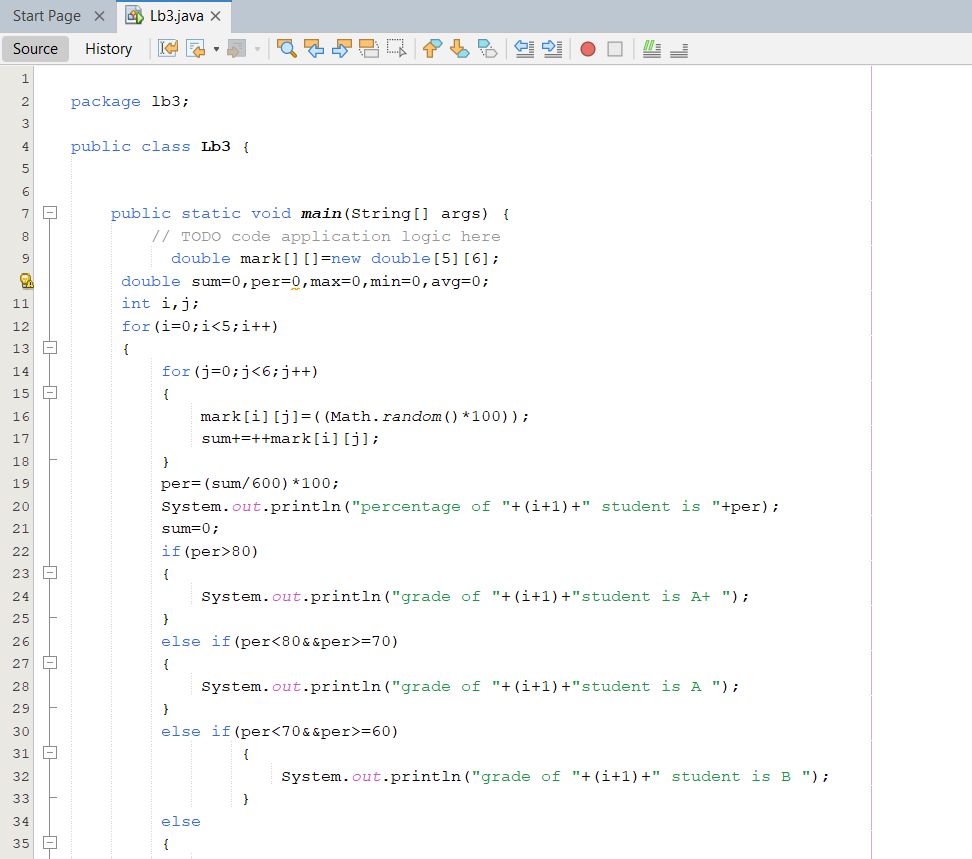 Start Page × Lb3.java ×
Source History
1
2 package lb3;
3
4 public class Lb3 {
5
6
7 public static void main(String[] args) {
8 // TODO code application logic here
9 double mark[][]=new double[5][6];
double sum=0,per=0,max=0,min=0,avg=0;
11 int i,j;
12 for(i=0;i<5;i++)
13 {
14 for(j=0;j<6;j++)
15 {
16 mark[i][j]=((Math.random()*100));
17 sum+=++mark[i][j];
18 }
19 per=(sum/600)*100;
20 System.out.println("percentage of "+(i+1)+" student is "+per);
21 sum=0;
22 if(per>80)
23 {
24 System.out.println("grade of "+(i+1)+"student is A+ ");
25 }
26 else if(per<80&&per>=70)
27 {
28 System.out.println("grade of "+(i+1)+"student is A ");
29 }
30 else if(per<70&&per>=60)
31 {
32 System.out.println("grade of "+(i+1)+" student is B ");
33 }
34 else
35 {